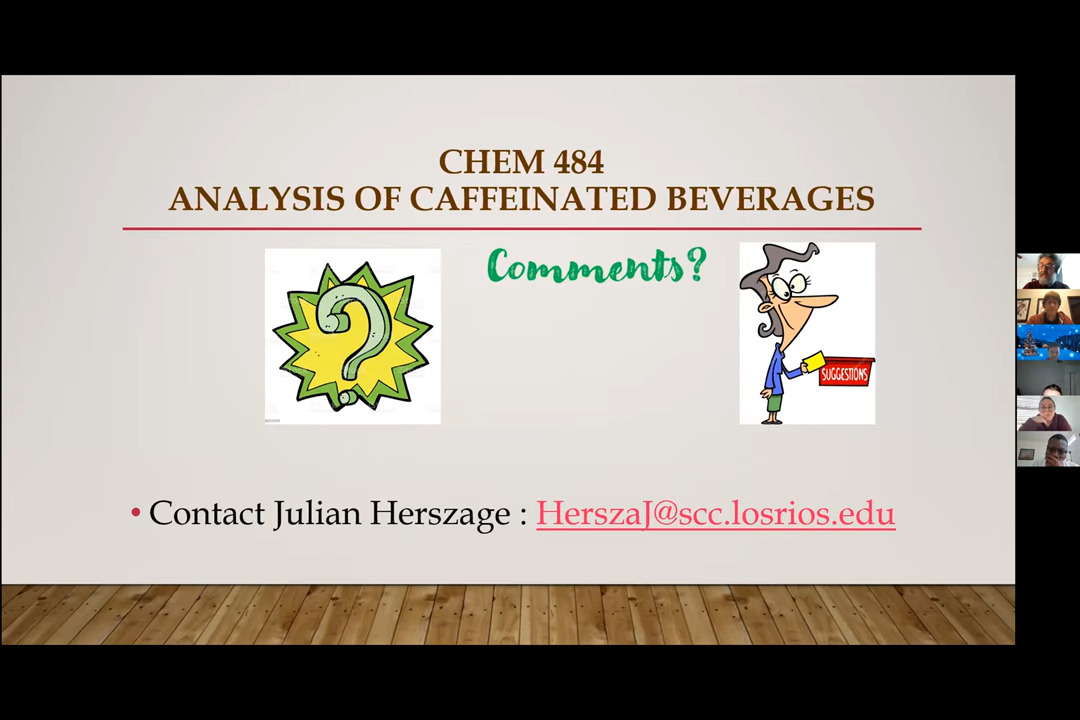 CHEM 484
ANALYSIS OF CAFFEINATED BEVERAGES
Comments?
SUGGESTIONS
• Contact Julian Herszage : HerszaJ@scc.losrios.edu